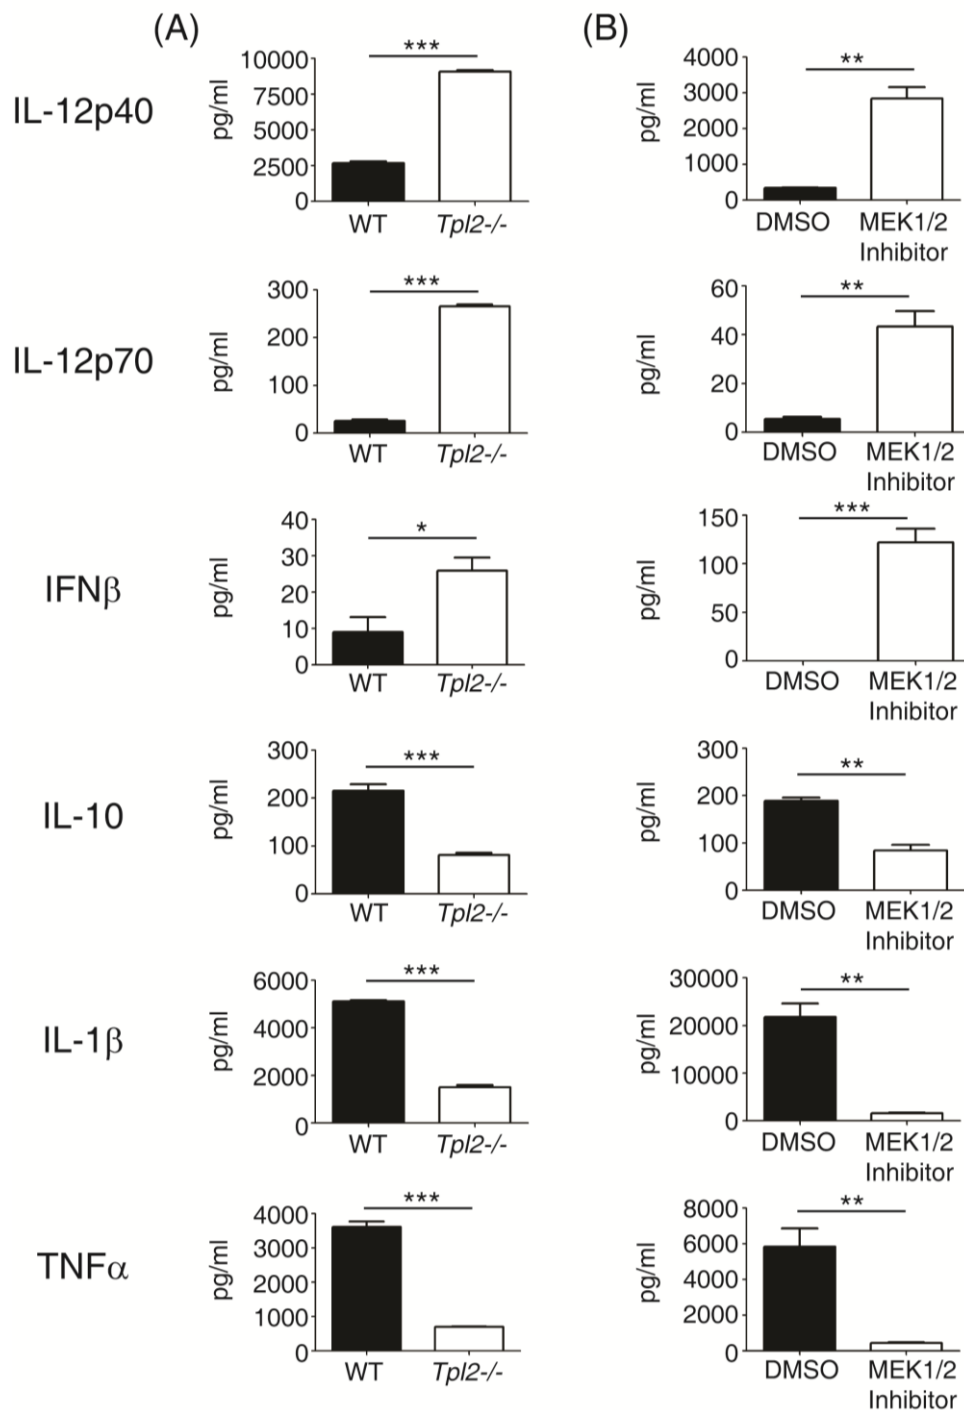 (A) (B)
IL-12p40
pg/ml
10000
7500
5000
2500
0
***
WT Tpl2-/-
pg/ml
4000
3000
2000
1000
0
**
DMSO MEK1/2
Inhibitor
IL-12p70
pg/ml
300
200
100
0
***
WT Tpl2-/-
pg/ml
60
40
20
0
**
DMSO MEK1/2
Inhibitor
IFNβ
pg/ml
40
30
20
10
0
*
WT Tpl2-/-
pg/ml
150
100
50
0
***
DMSO MEK1/2
Inhibitor
IL-10
pg/ml
300
200
100
0
***
WT Tpl2-/-
pg/ml
300
200
100
0
**
DMSO MEK1/2
Inhibitor
IL-1β
pg/ml
6000
4000
2000
0
***
WT Tpl2-/-
pg/ml
30000
20000
10000
0
**
DMSO MEK1/2
Inhibitor
TNFα
pg/ml
4000
3000
2000
1000
0
***
WT Tpl2-/-
pg/ml
8000
6000
4000
2000
0
**
DMSO MEK1/2
Inhibitor